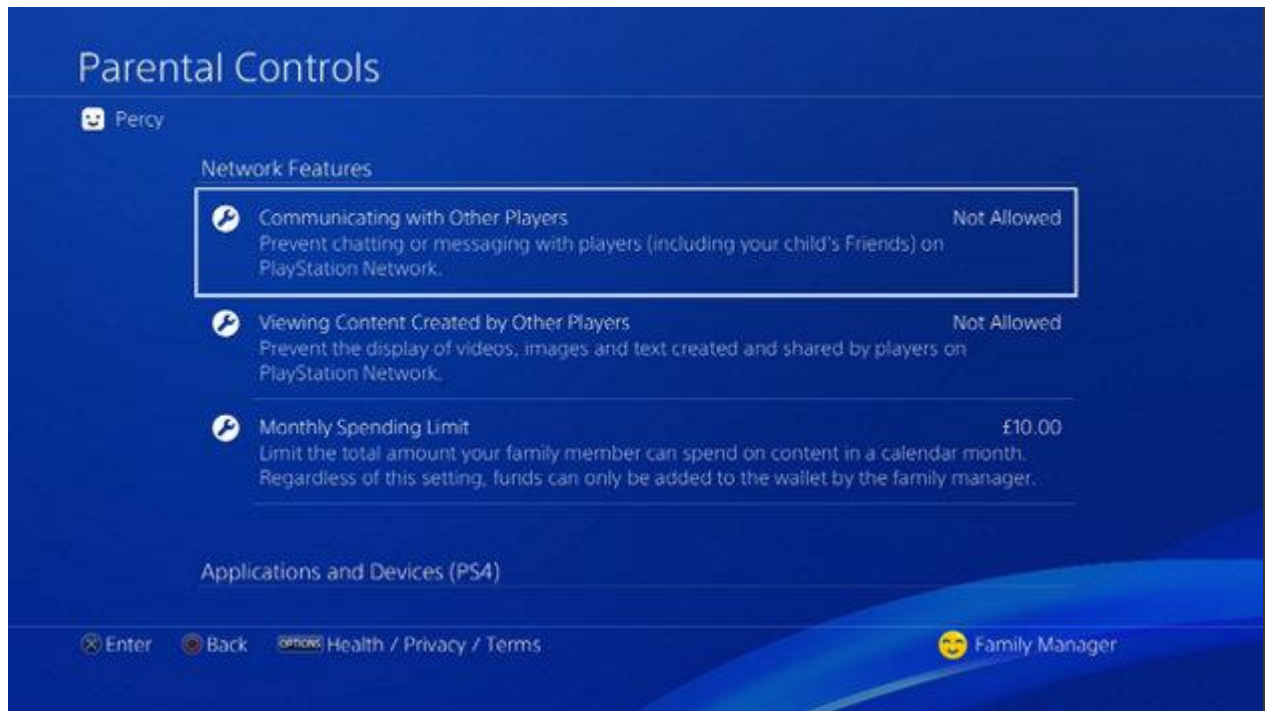 Parental Controls
Percy
Network Features
Communicating with Other Players Not Allowed
Prevent chatting or messaging with players (including your child's Friends) on
PlayStation Network.
Viewing Content Created by Other Players Not Allowed
Prevent the display of videos, images and text created and shared by players on
PlayStation Network.
Monthly Spending Limit £10.00
Limit the total amount your family member can spend on content in a calendar month.
Regardless of this setting, funds can only be added to the wallet by the family manager.
Applications and Devices (PS4)
Enter Back OPTIONS Health / Privacy / Terms Family Manager